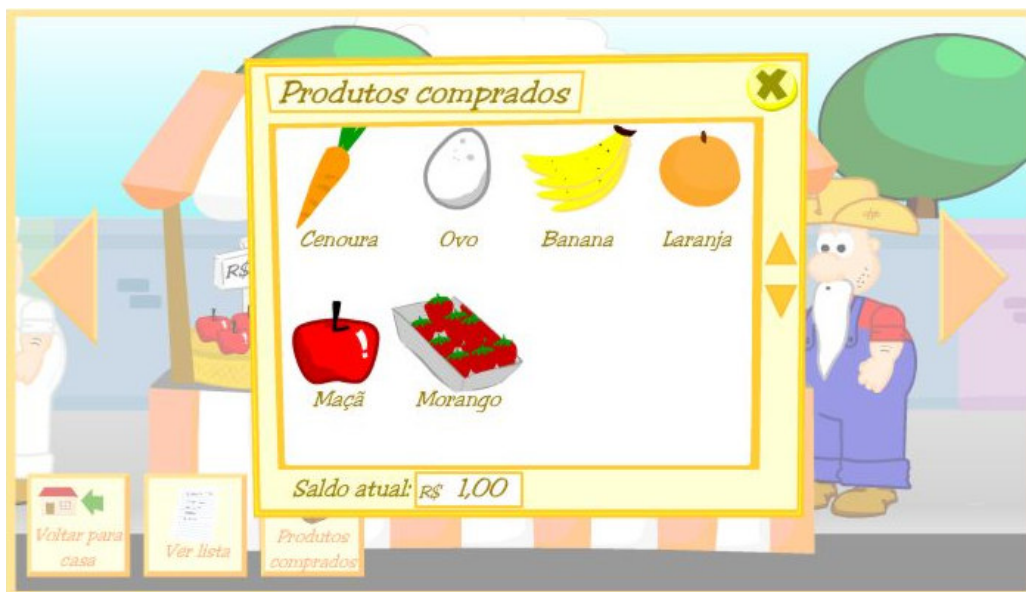 Produtos comprados
Cenoura Ovo Banana Laranja
R$
Maçã Morango
Saldo atual: R$ 1,00
Voltar para
casa
Ver lista
Produtos
comprados